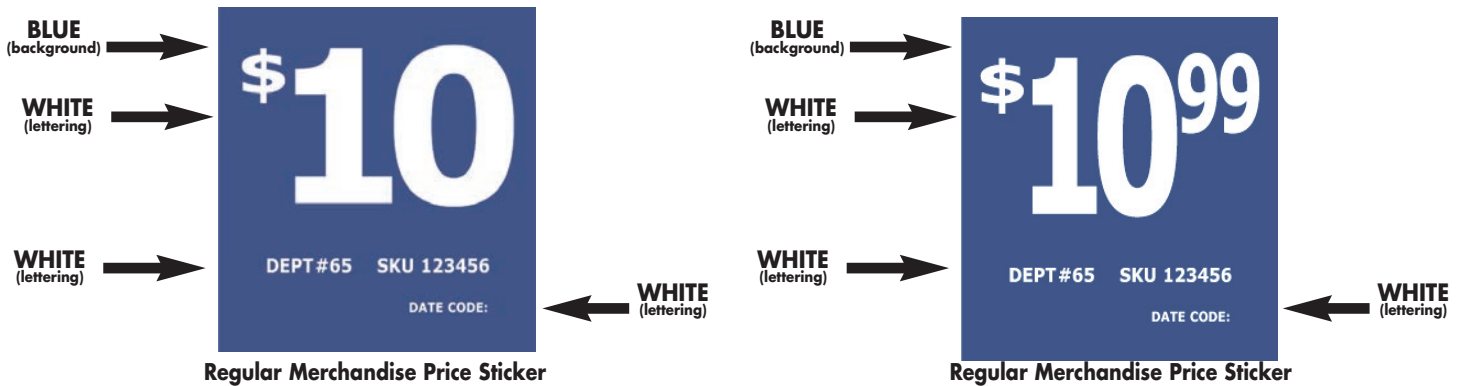 BLUE
(background)
WHITE
(lettering)
WHITE
(lettering)
$10
DEPT#65 SKU 123456
DATE CODE:
WHITE
(lettering)
Regular Merchandise Price Sticker
BLUE
(background)
WHITE
(lettering)
WHITE
(lettering)
$1099
DEPT#65 SKU 123456
DATE CODE:
WHITE
(lettering)
Regular Merchandise Price Sticker